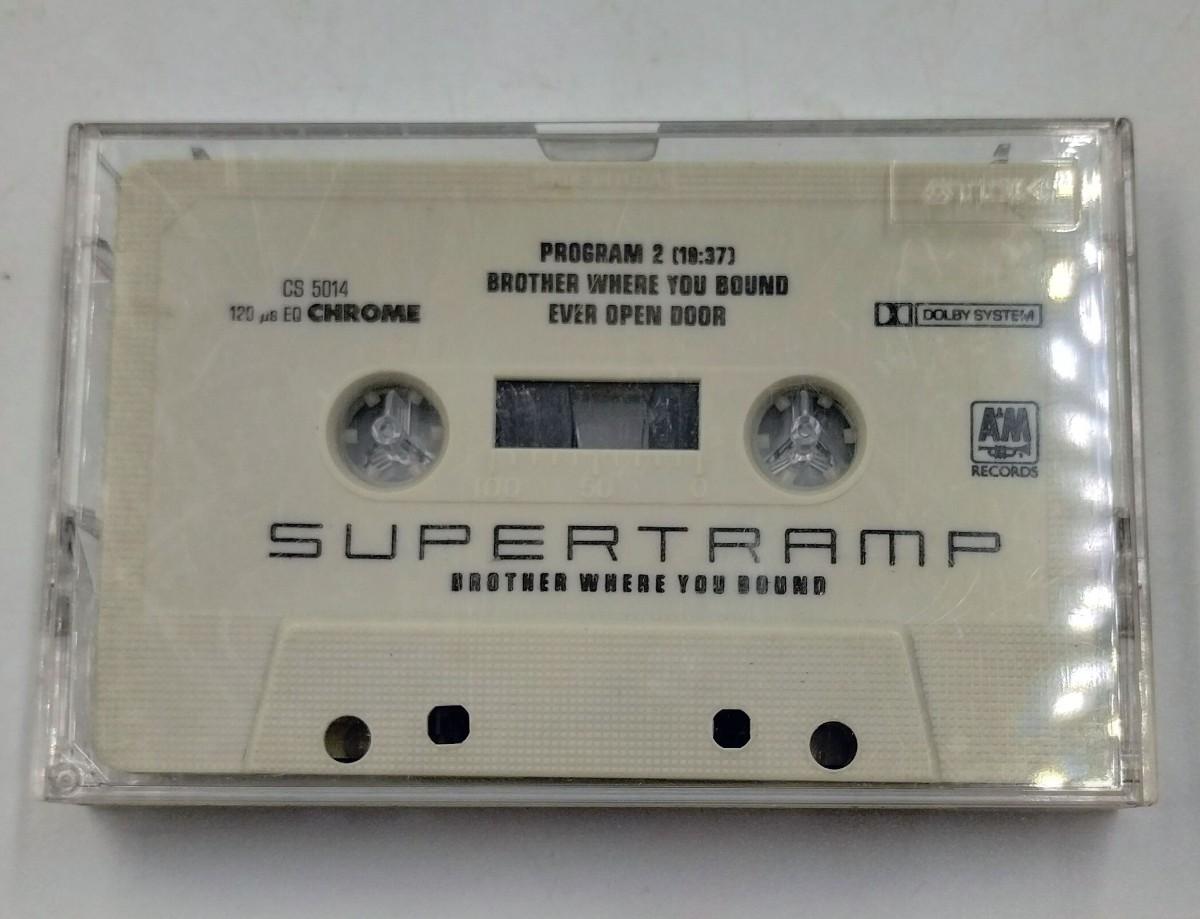 PROGRAM 2 (19:37)
BROTHER WHERE YOU BOUND
EVER OPEN DOOR
CS 5014
120 µs EQ CHROME
DOLBY SYSTEM
A&M
RECORDS
100 50 0
SUPERTRAMP
BROTHER WHERE YOU BOUND